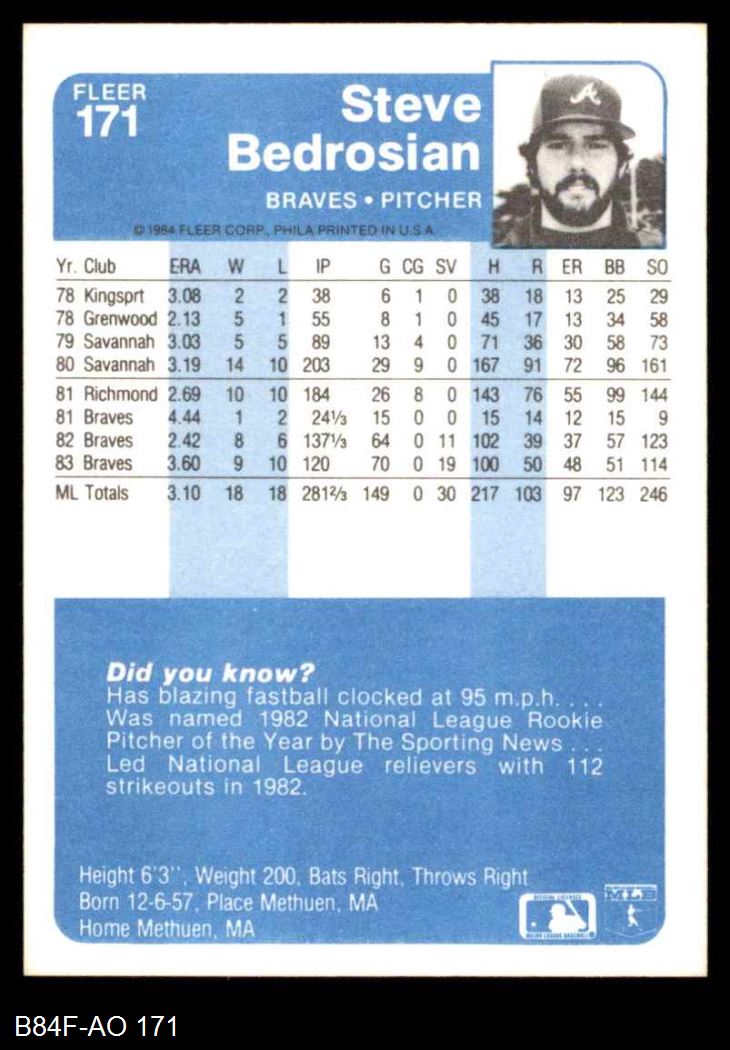 FLEER
171
Steve
Bedrosian
BRAVES • PITCHER
© 1984 FLEER CORP., PHILA PRINTED IN U.S.A.
A
Yr. Club ERA W L IP G CG SV H R ER BB SO
78 Kingsprt 3.08 2 2 38 6 1 0 38 18 13 25 29
78 Grenwood 2.13 5 1 55 8 1 0 45 17 13 34 58
79 Savannah 3.03 5 5 89 13 4 0 71 36 30 58 73
80 Savannah 3.19 14 10 203 29 9 0 167 91 72 96 161
81 Richmond 2.69 10 10 184 26 8 0 143 76 55 99 144
81 Braves 4.44 1 2 24⅓ 15 0 0 15 14 12 15 9
82 Braves 2.42 8 6 137⅓ 64 0 11 102 39 37 57 123
83 Braves 3.60 9 10 120 70 0 19 100 50 48 51 114
ML Totals 3.10 18 18 281⅔ 149 0 30 217 103 97 123 246
Did you know?
Has blazing fastball clocked at 95 m.p.h. . . .
Was named 1982 National League Rookie
Pitcher of the Year by The Sporting News . . .
Led National League relievers with 112
strikeouts in 1982.
Height 6'3'', Weight 200, Bats Right, Throws Right
Born 12-6-57, Place Methuen, MA
Home Methuen, MA
OFFICIAL LICENSEE
MAJOR LEAGUE BASEBALL
B84F-AO 171